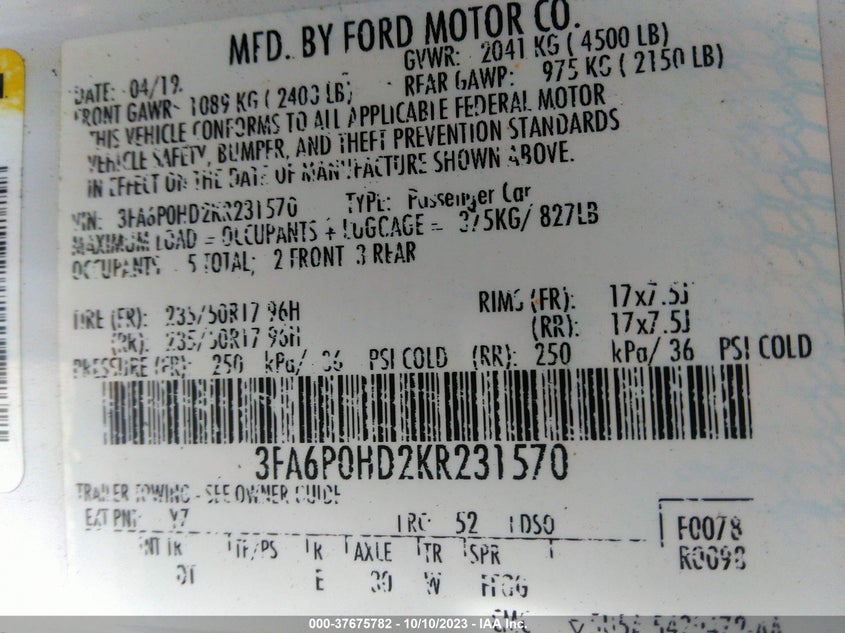 MFD. BY FORD MOTOR CO.
DATE: 04/19 GVWR: 2041 KG ( 4500 LB)
FRONT GAWR: 1089 KG ( 2400 LB) REAR GAWR: 975 KG ( 2150 LB)
THIS VEHICLE CONFORMS TO ALL APPLICABLE FEDERAL MOTOR
VEHICLE SAFETY, BUMPER, AND THEFT PREVENTION STANDARDS
IN EFFECT ON THE DATE OF MANUFACTURE SHOWN ABOVE.
VIN: 3FA6P0HD2KR231570 TYPE: Passenger Car
MAXIMUM LOAD = OCCUPANTS + LUGGAGE = 375KG/ 827LB
OCCUPANTS 5 TOTAL; 2 FRONT 3 REAR
TIRE (FR): 235/50R17 96H RIMS (FR): 17x7.5J
(RR): 235/50R17 96H (RR): 17x7.5J
PRESSURE (FR): 250 kPa/ 36 PSI COLD (RR): 250 kPa/ 36 PSI COLD
3FA6P0HD2KR231570
TRAILER TOWING - SEE OWNER GUIDE
EXT PNT: YZ RC: 52 DSO F0078
INT TR TP/PS R AXLE TR SPR R0098
E 30 W
000-37675782 - 10/10/2023 - IAA Inc.